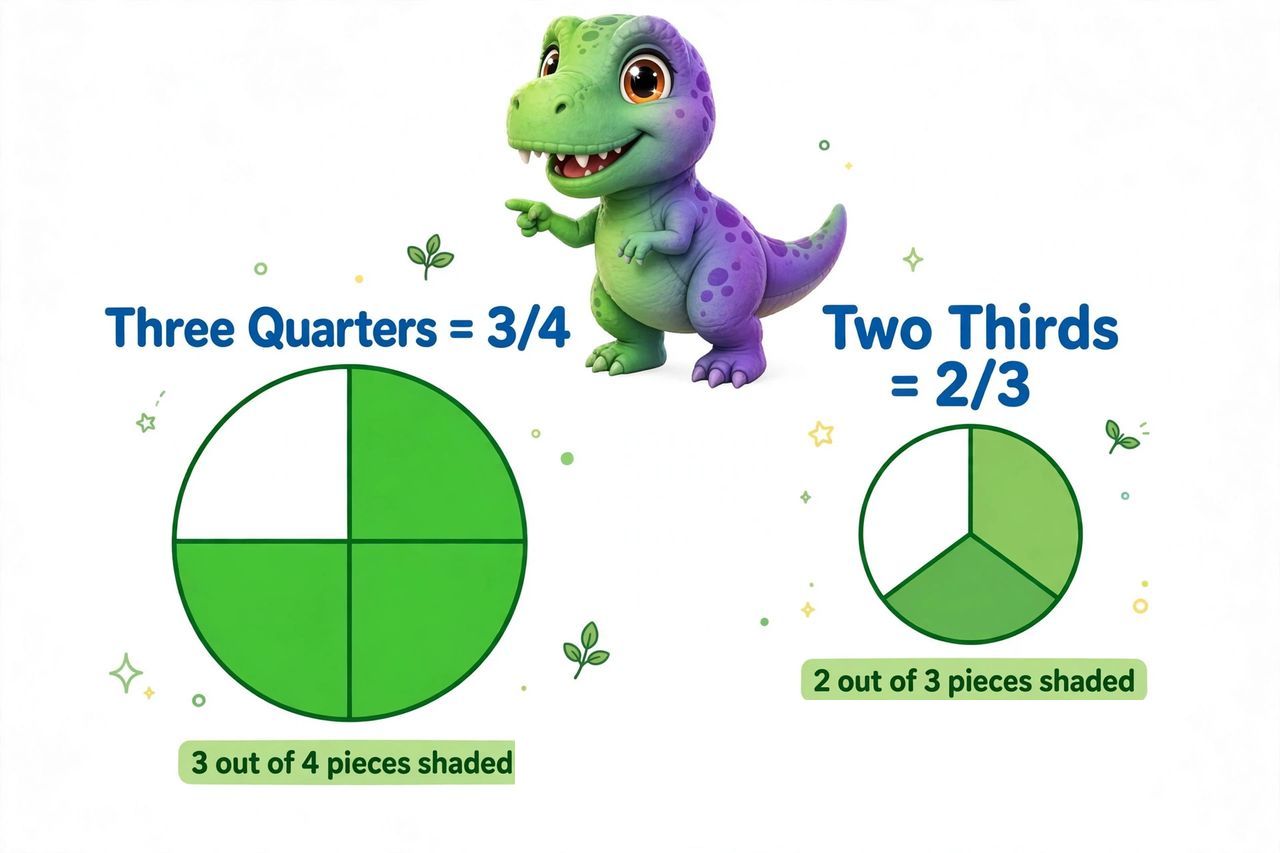 Three Quarters = 3/4
3 out of 4 pieces shaded
Two Thirds
= 2/3
2 out of 3 pieces shaded